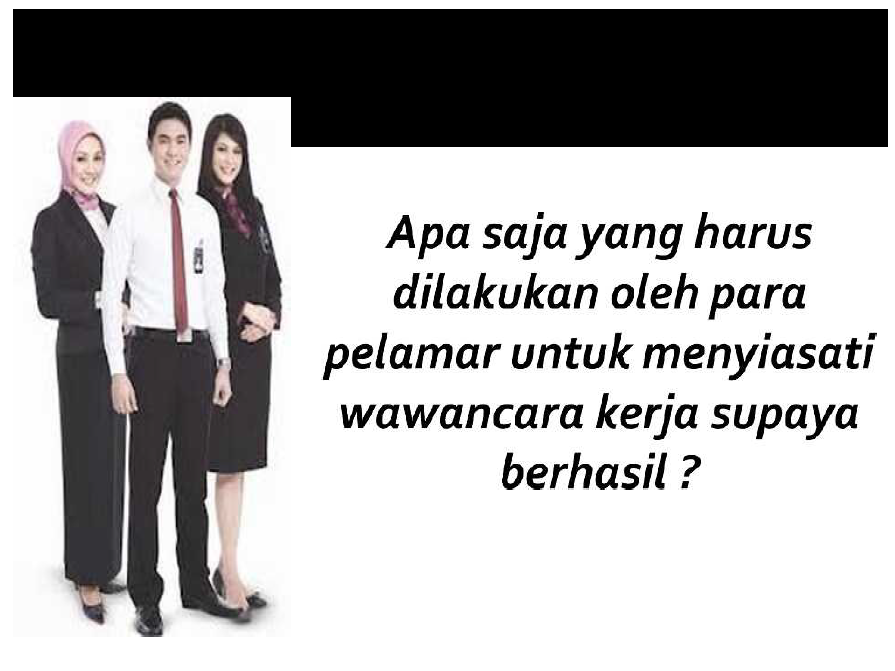 Apa saja yang harus
dilakukan oleh para
pelamar untuk menyiasati
wawancara kerja supaya
berhasil ?